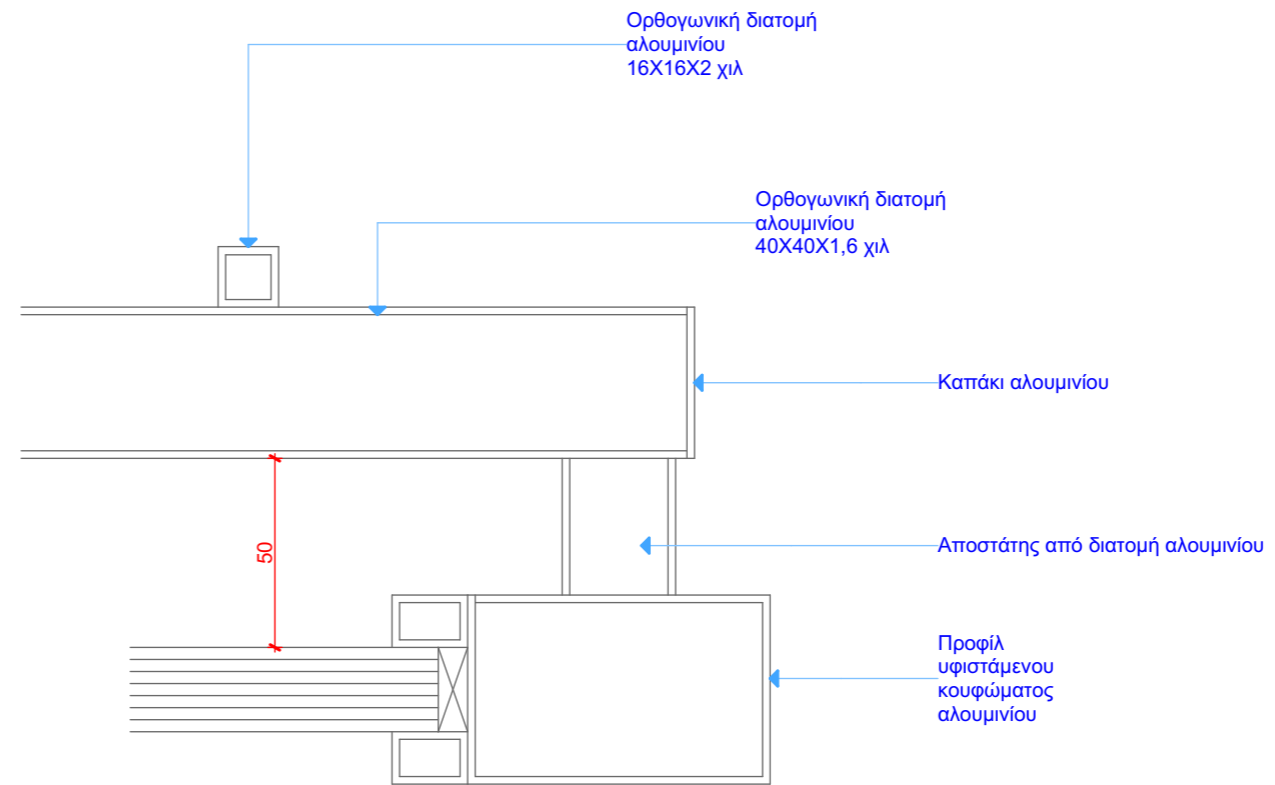 Ορθογωνική διατομή
αλουμινίου
16Χ16Χ2 χιλ
Ορθογωνική διατομή
αλουμινίου
40Χ40Χ1,6 χιλ
Καπάκι αλουμινίου
50
Αποστάτης από διατομή αλουμινίου
Προφίλ
υφιστάμενου
κουφώματος
αλουμινίου